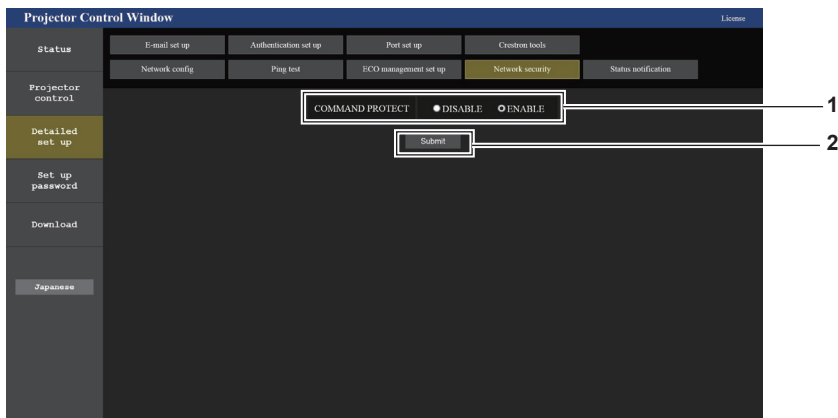 Projector Control Window License
Status
E-mail set up Authentication set up Port set up Crestron tools
Network config Ping test ECO management set up Network security Status notification
Projector
control
COMMAND PROTECT DISABLE ENABLE 1
Detailed
set up
Submit 2
Set up
password
Download
Japanese